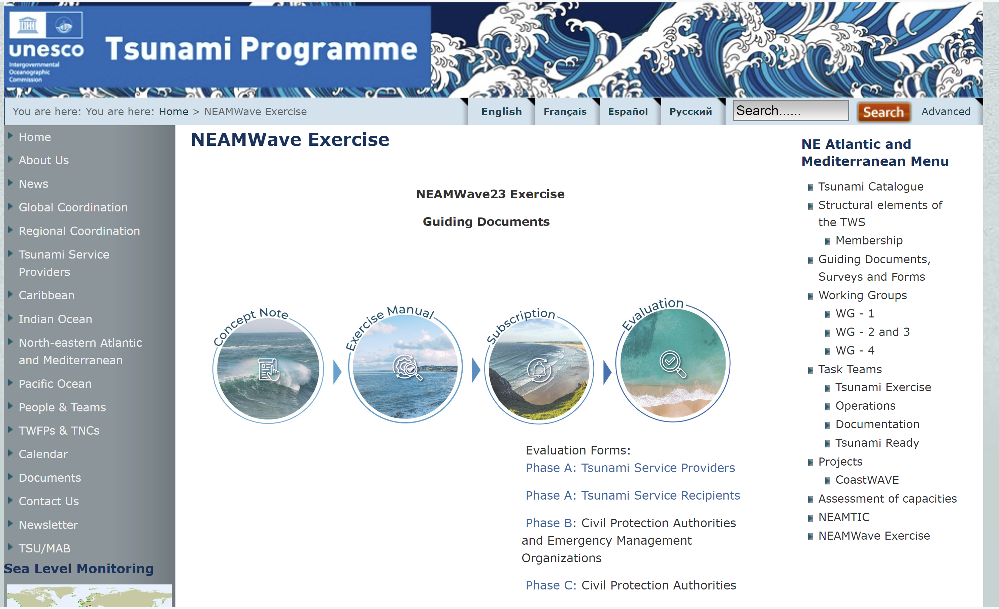 unesco
Intergovernmental
Oceanographic
Commission
Tsunami Programme
You are here: You are here: Home > NEAMWave Exercise
English
Français
Español
Русский
Search......
Search
Advanced
Home
About Us
News
Global Coordination
Regional Coordination
Tsunami Service
Providers
Caribbean
Indian Ocean
North-eastern Atlantic
and Mediterranean
Pacific Ocean
People & Teams
TWFPs & TNCs
Calendar
Documents
Contact Us
Newsletter
TSU/MAB
Sea Level Monitoring
NEAMWave Exercise
NEAMWave23 Exercise
Guiding Documents
Concept Note
Exercise Manual
Subscription
Evaluation
Evaluation Forms:
Phase A: Tsunami Service Providers
Phase A: Tsunami Service Recipients
Phase B: Civil Protection Authorities
and Emergency Management
Organizations
Phase C: Civil Protection Authorities
NE Atlantic and
Mediterranean Menu
Tsunami Catalogue
Structural elements of
the TWS
Membership
Guiding Documents,
Surveys and Forms
Working Groups
WG - 1
WG - 2 and 3
WG - 4
Task Teams
Tsunami Exercise
Operations
Documentation
Tsunami Ready
Projects
CoastWAVE
Assessment of capacities
NEAMTIC
NEAMWave Exercise